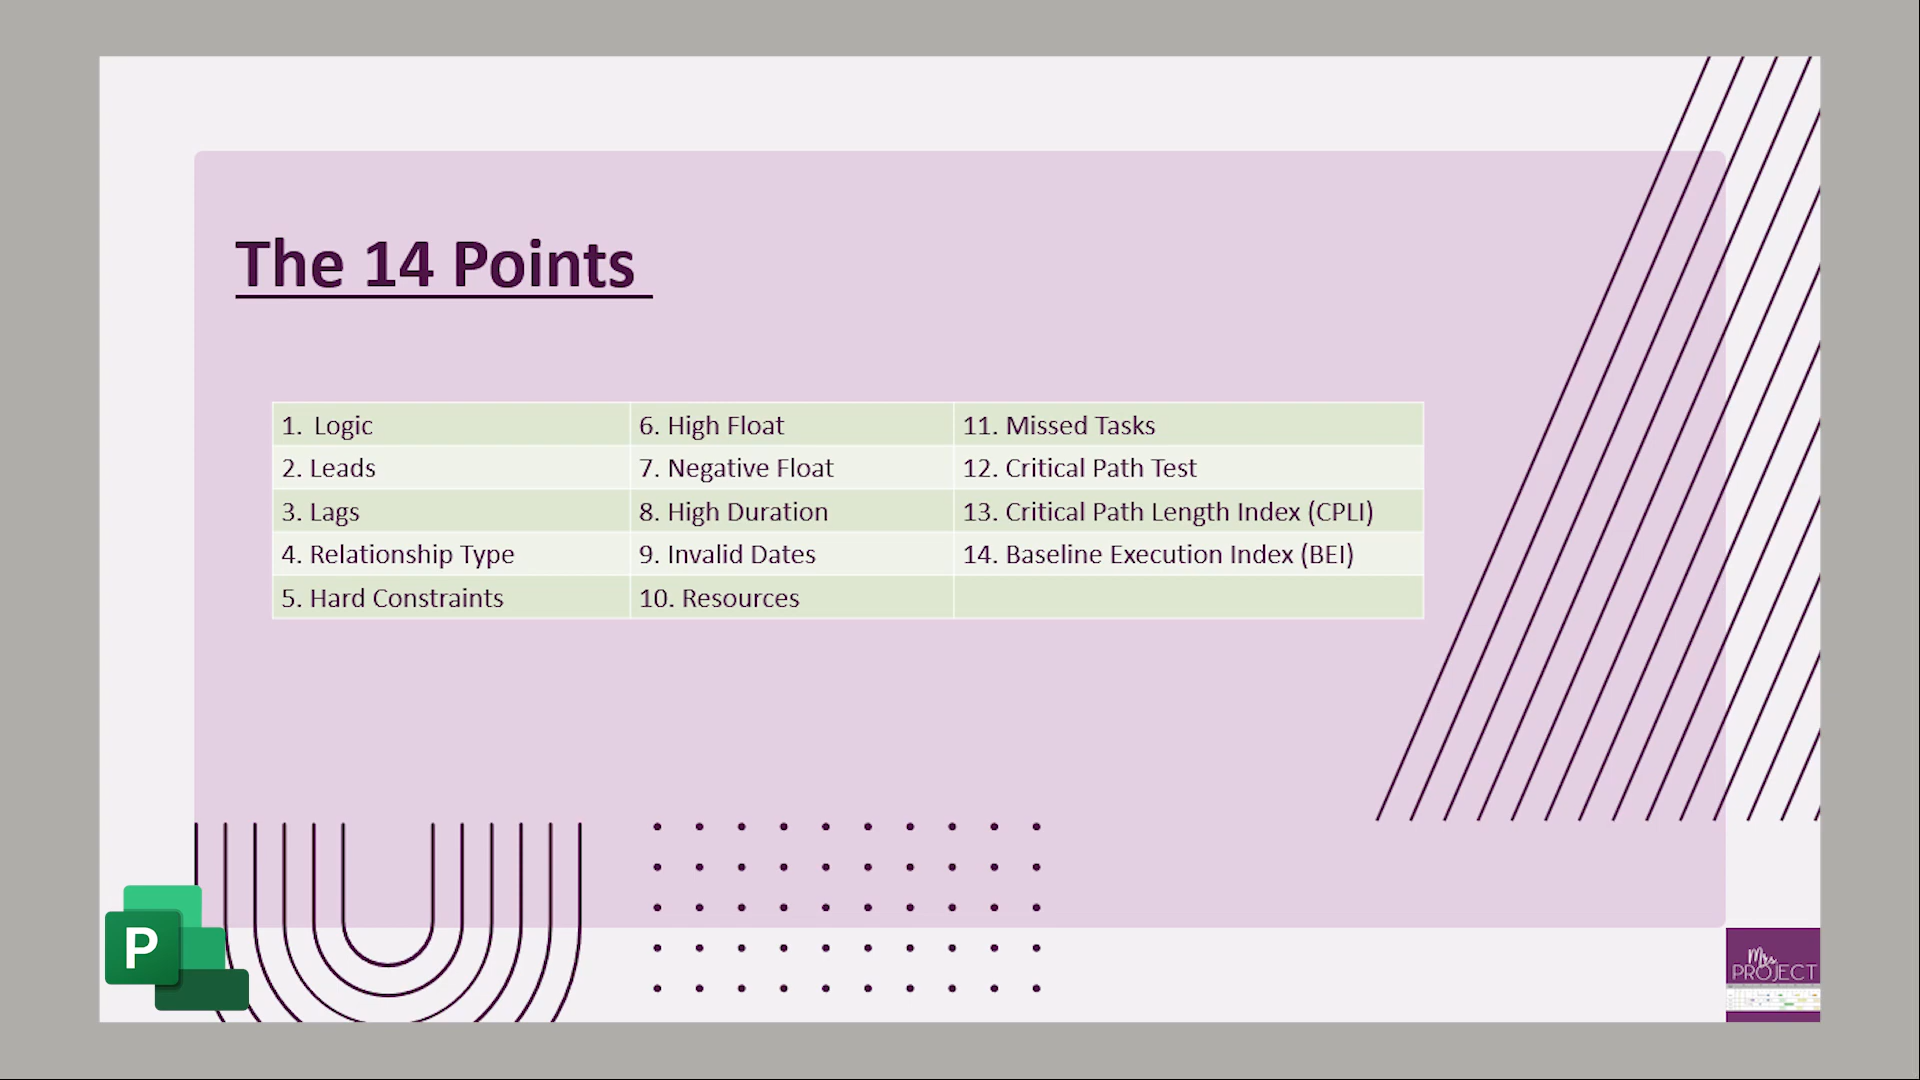 The 14 Points
1. Logic
2. Leads
3. Lags
4. Relationship Type
5. Hard Constraints
6. High Float
7. Negative Float
8. High Duration
9. Invalid Dates
10. Resources
11. Missed Tasks
12. Critical Path Test
13. Critical Path Length Index (CPLI)
14. Baseline Execution Index (BEI)
P
Mrs
PROJECT